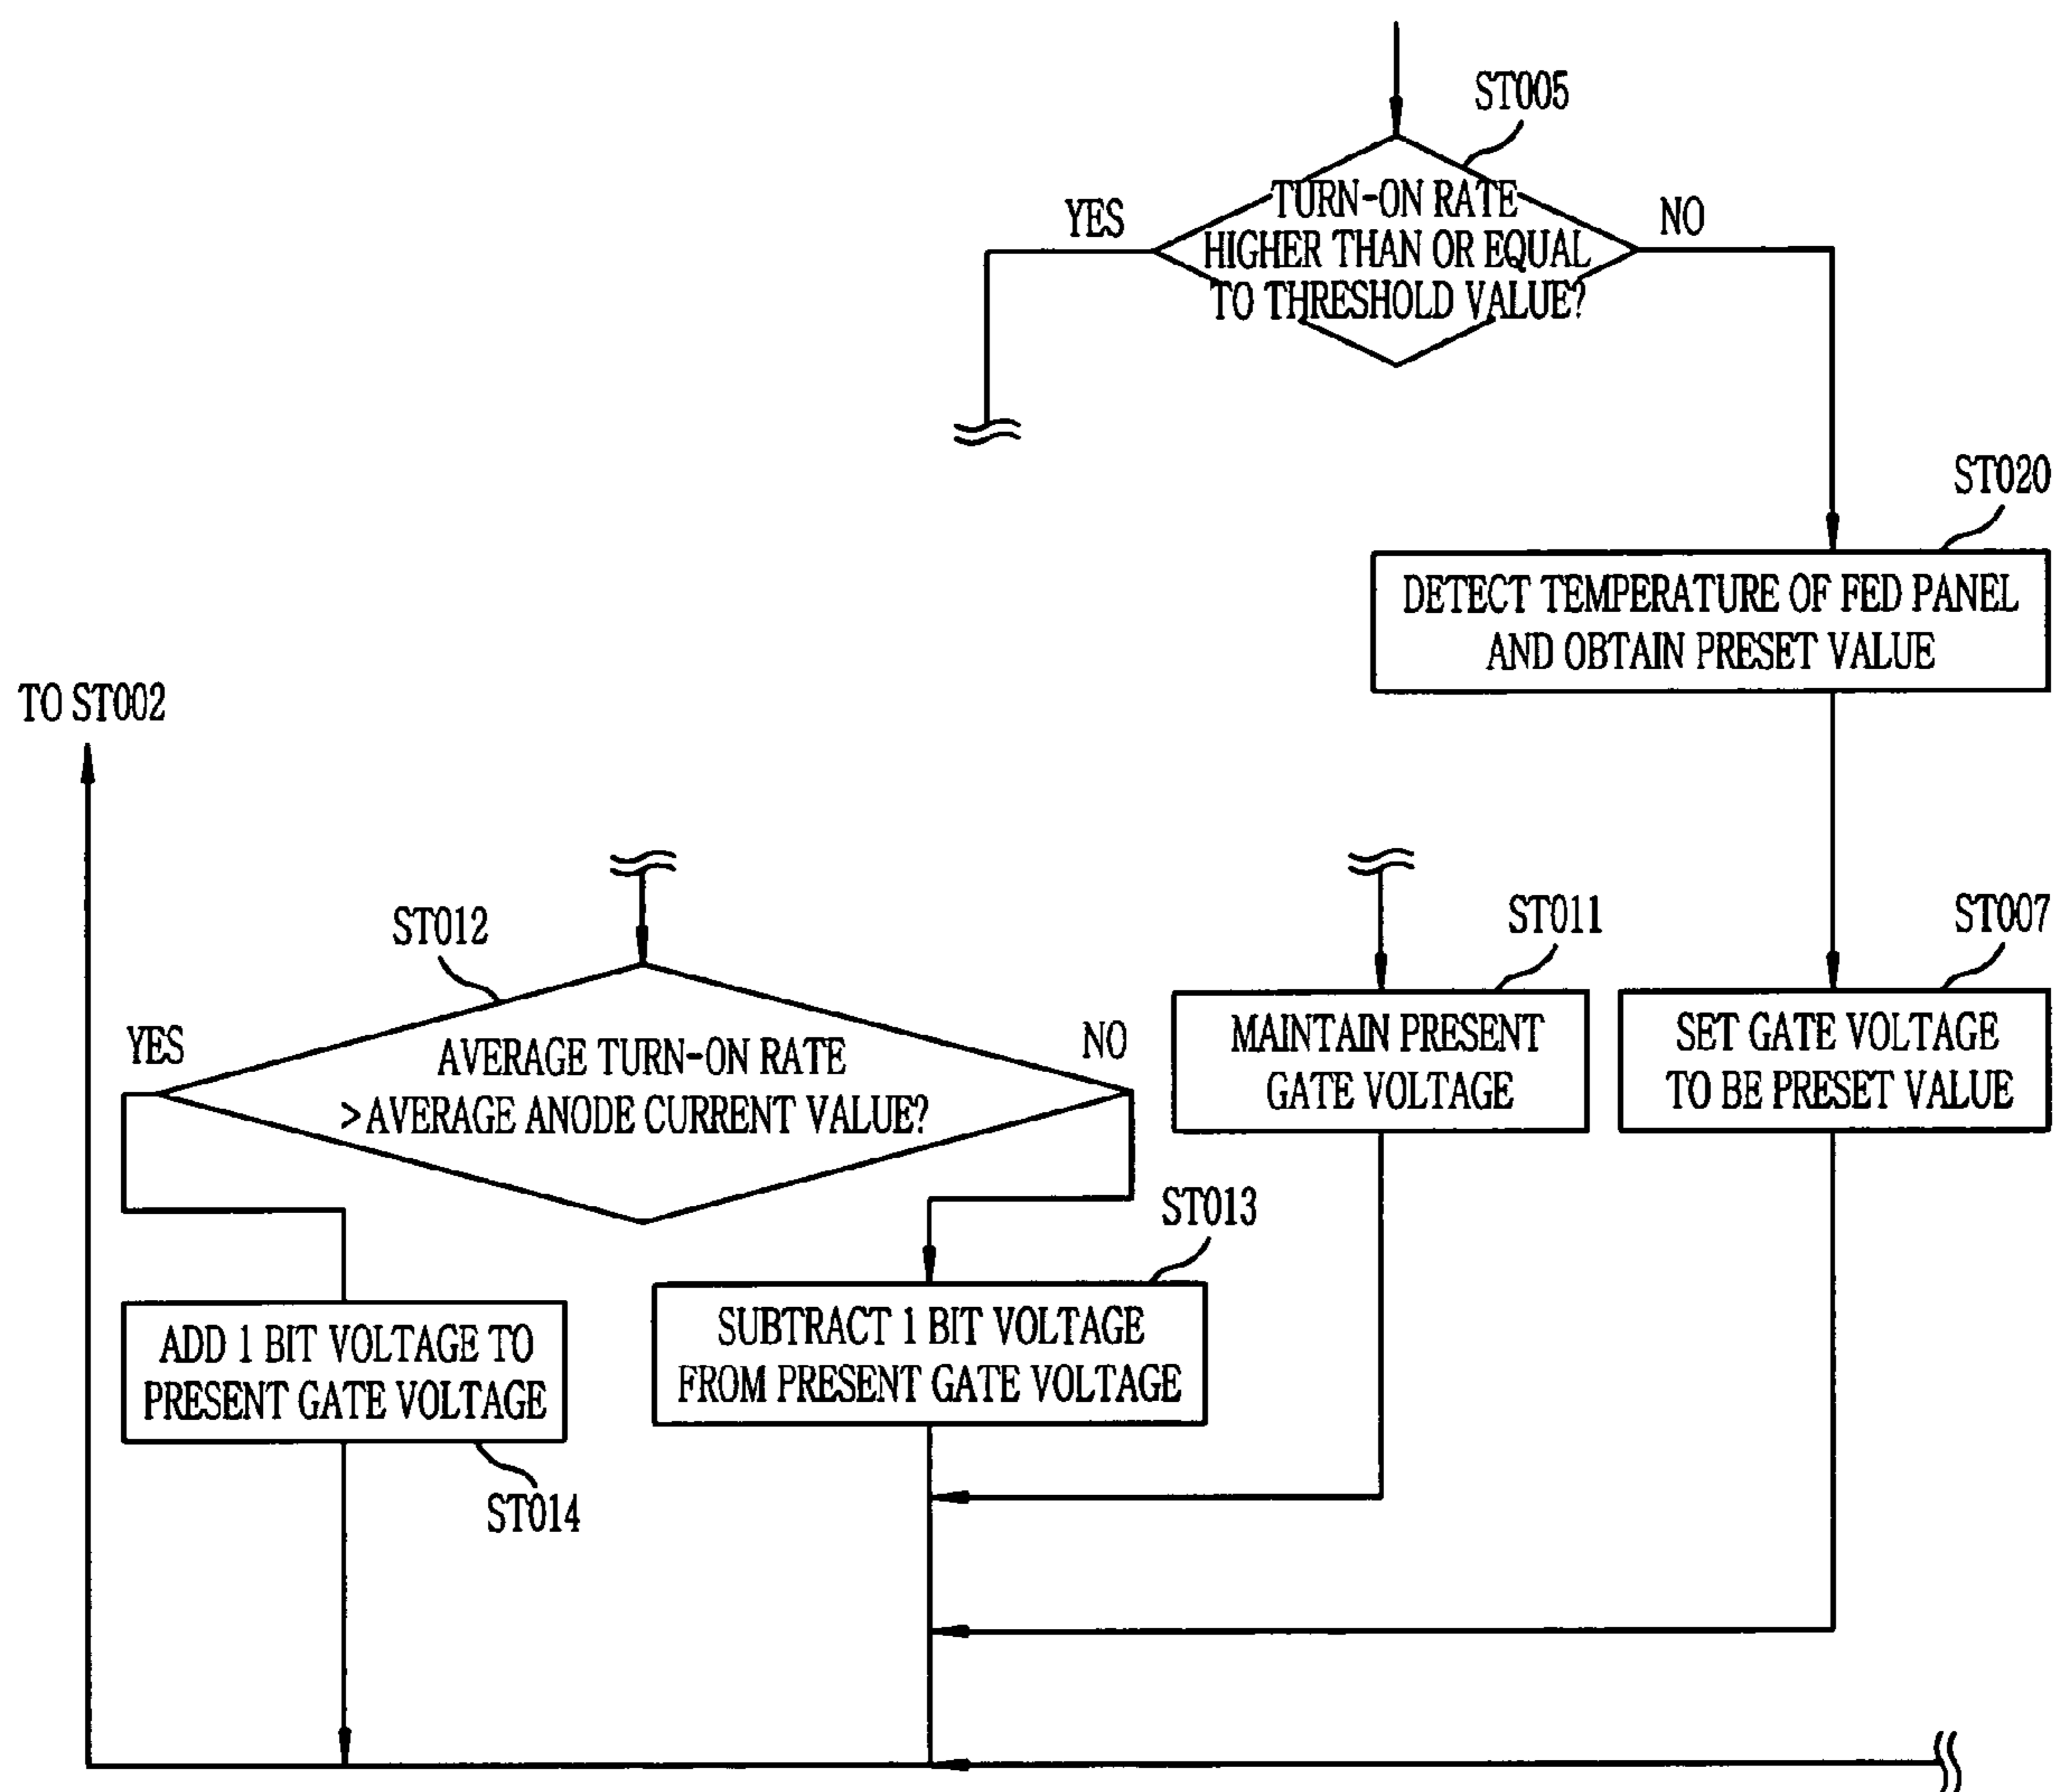 ST005
YES
TURN-ON RATE
HIGHER THAN OR EQUAL
TO THRESHOLD VALUE?
NO
ST020
DETECT TEMPERATURE OF FED PANEL
AND OBTAIN PRESET VALUE
TO ST002
ST012
YES
AVERAGE TURN-ON RATE
>AVERAGE ANODE CURRENT VALUE?
NO
ST011
MAINTAIN PRESENT
GATE VOLTAGE
ST007
SET GATE VOLTAGE
TO BE PRESET VALUE
ST013
SUBTRACT 1 BIT VOLTAGE
FROM PRESENT GATE VOLTAGE
ADD 1 BIT VOLTAGE TO
PRESENT GATE VOLTAGE
ST014